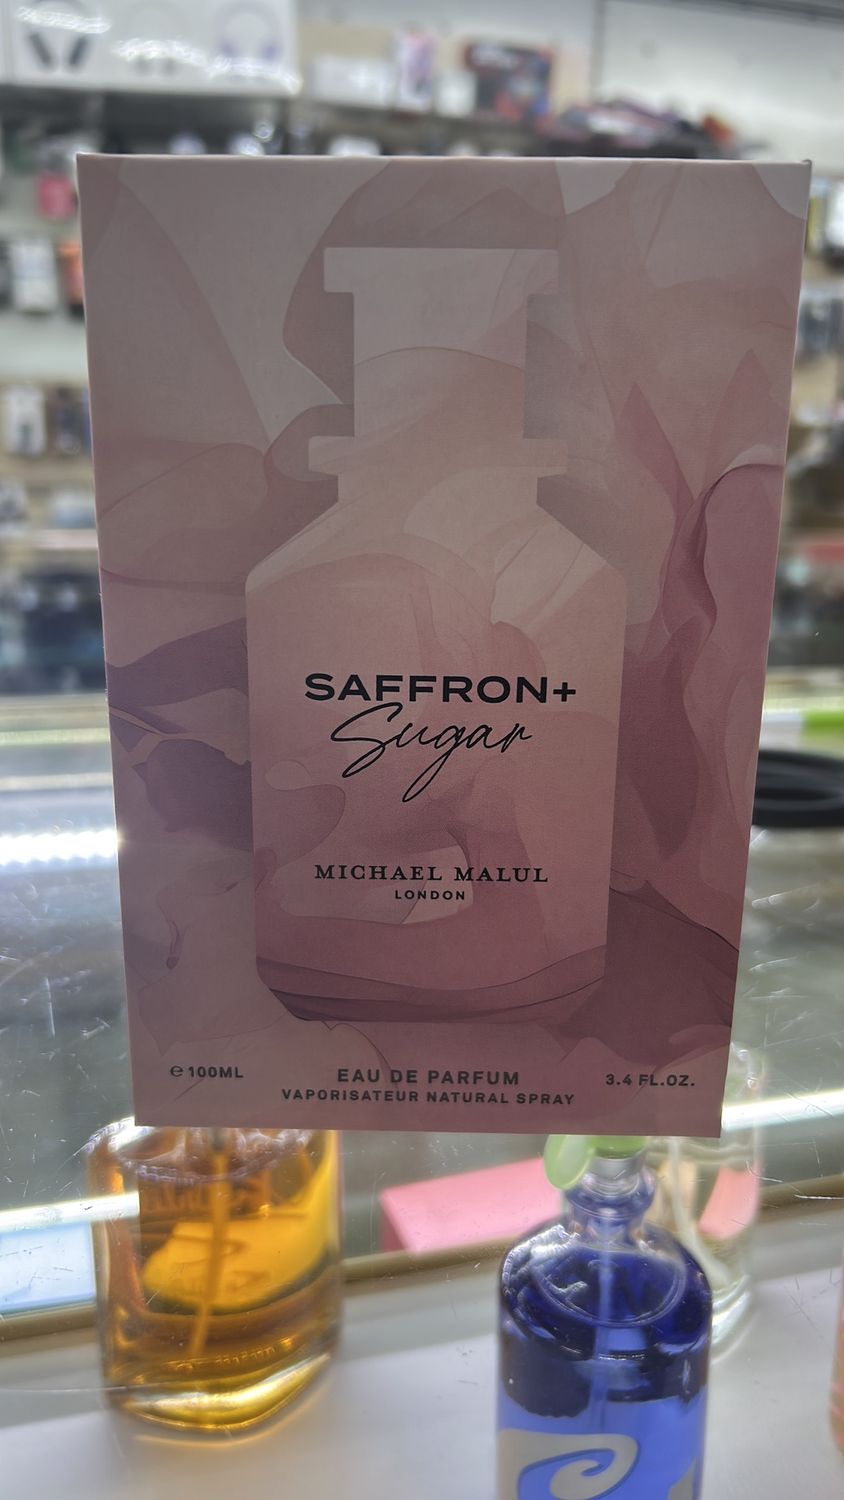 SAFFRON+
Sugar
MICHAEL MALUL
LONDON
℮100ML
EAU DE PARFUM
3.4 FL.OZ.
VAPORISATEUR NATURAL SPRAY